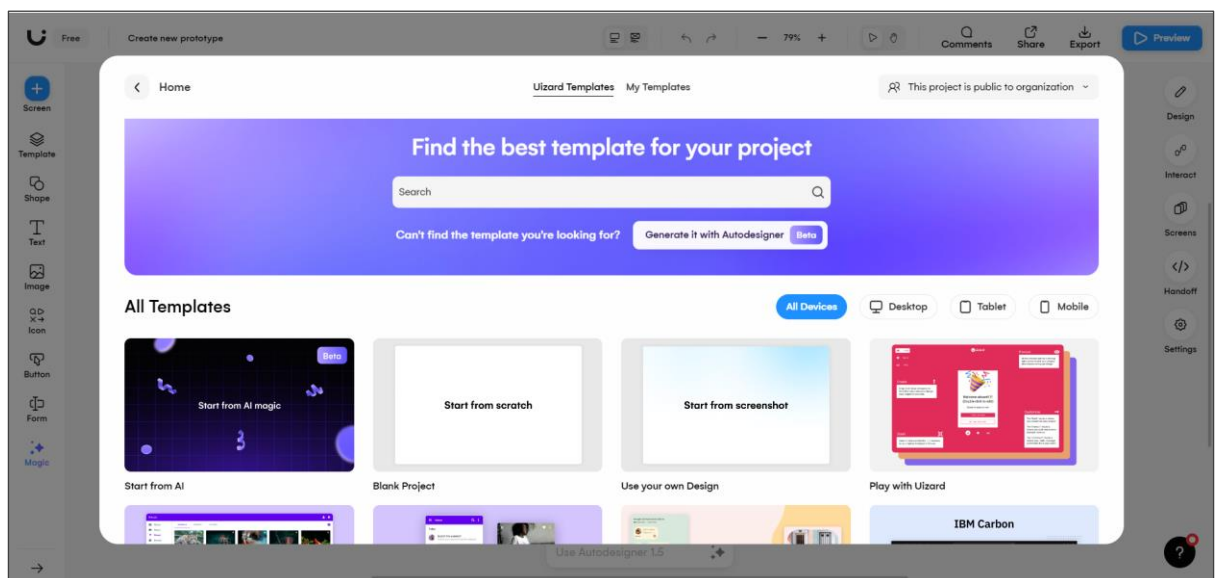 Free
Create new prototype
79%
Comments
Share
Export
Preview
Screen
Template
Shape
Text
Image
Icon
Button
Form
Magic
Home
Uizard Templates
My Templates
This project is public to organization
Find the best template for your project
Search
Can't find the template you're looking for?
Generate it with Autodesigner
Beta
All Templates
All Devices
Desktop
Tablet
Mobile
Beta
Start from AI magic
Start from scratch
Start from screenshot
Start from AI
Blank Project
Use your own Design
Play with Uizard
IBM Carbon
Use Autodesigner 1.5
Design
Interact
Screens
Handoff
Settings
?